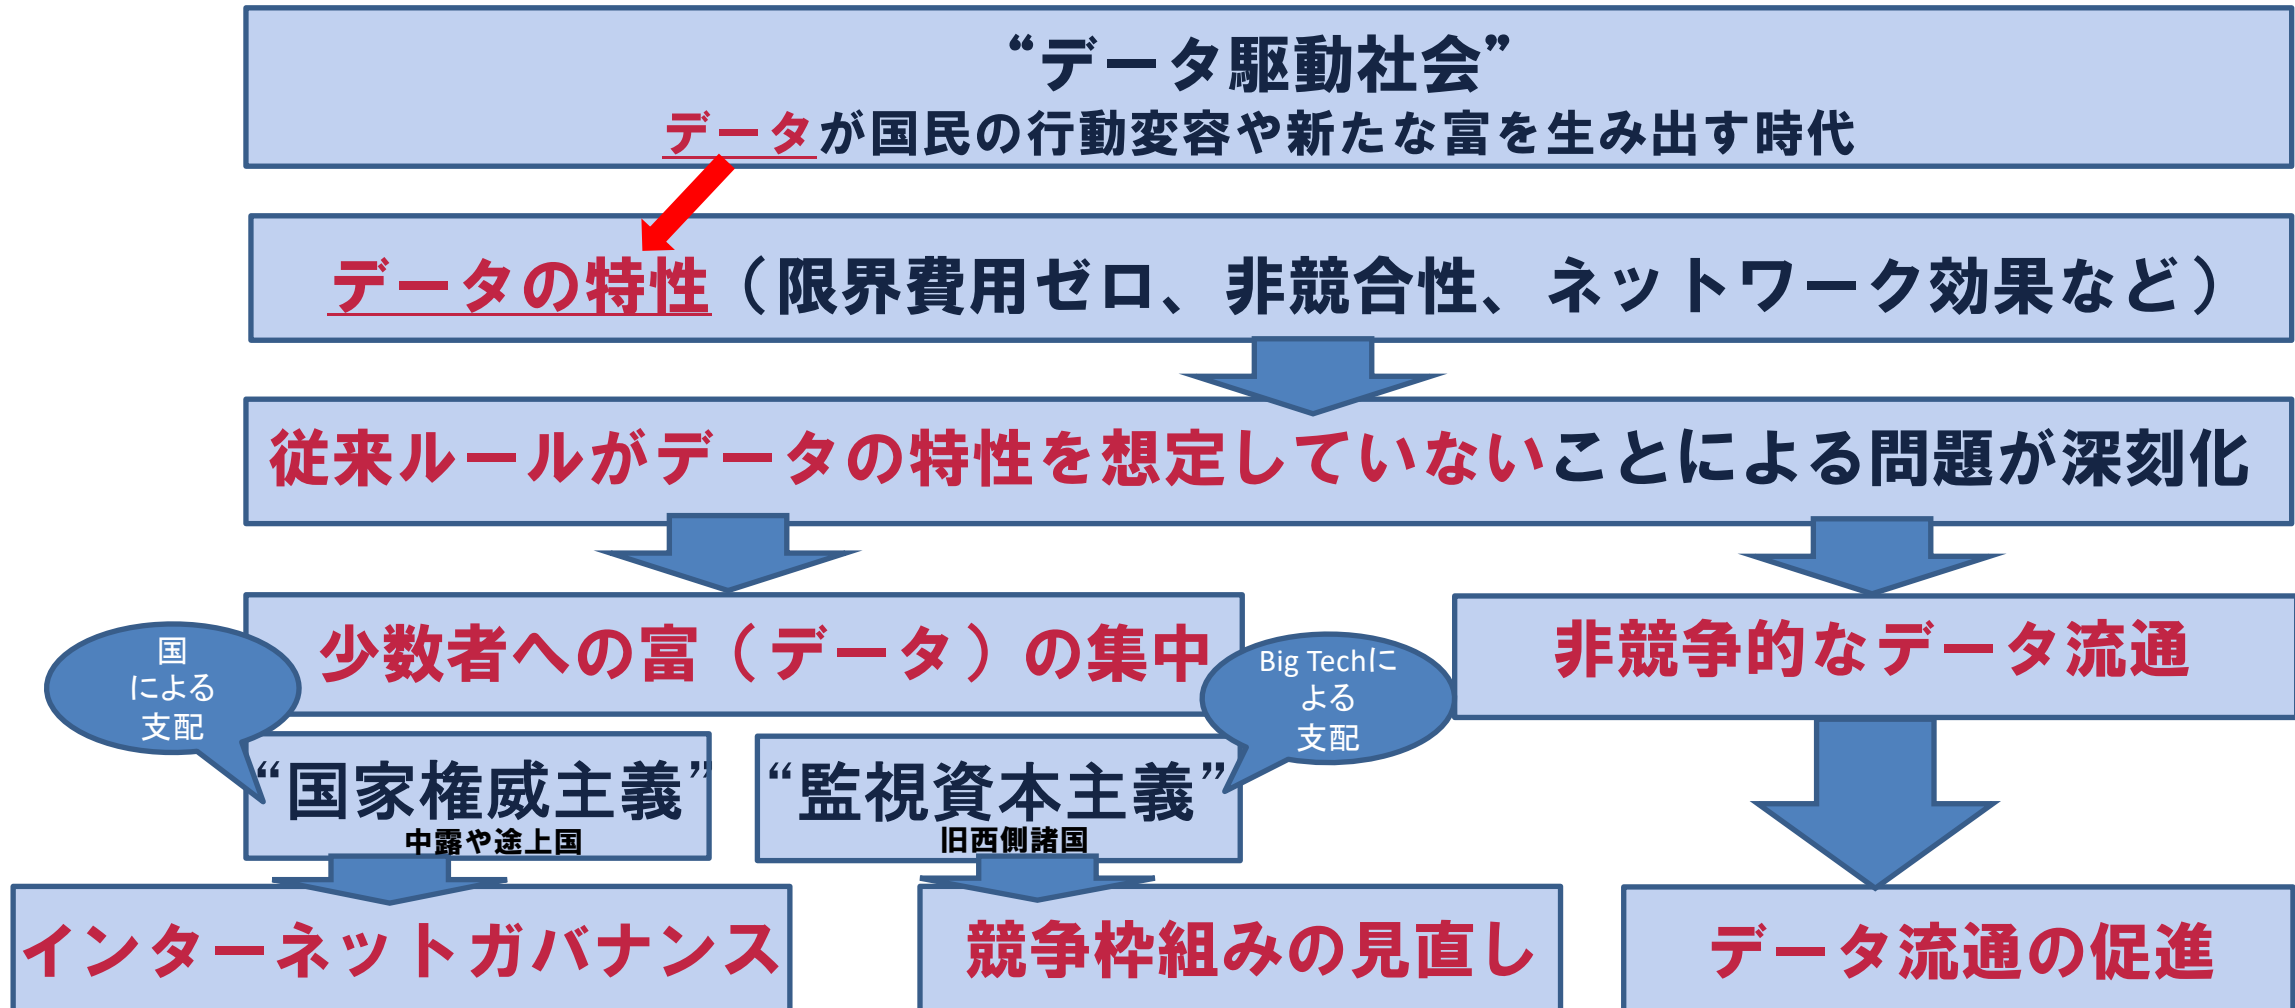 “データ駆動社会”
データが国民の行動変容や新たな富を生み出す時代
データの特性（限界費用ゼロ、非競合性、ネットワーク効果など）
従来ルールがデータの特性を想定していないことによる問題が深刻化
少数者への富（データ）の集中
非競争的なデータ流通
国
による
支配
Big Techに
よる
支配
“国家権威主義”
中露や途上国
“監視資本主義”
旧西側諸国
インターネットガバナンス
競争枠組みの見直し
データ流通の促進